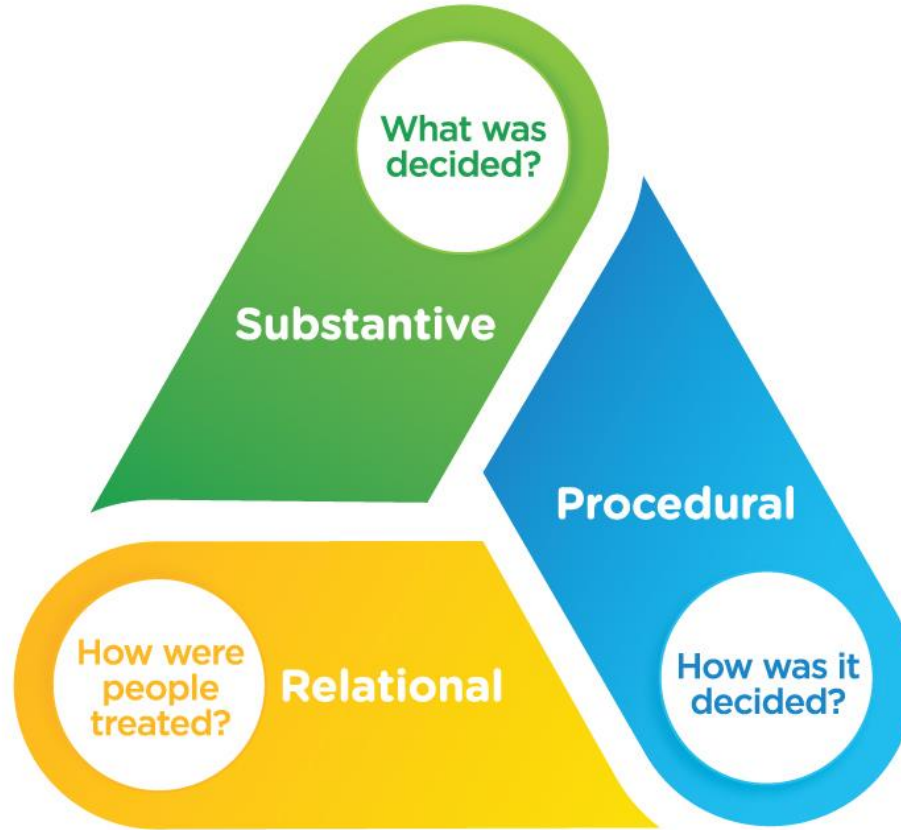 What was
decided?
Substantive
Procedural
How were
people
treated?
Relational
How was it
decided?